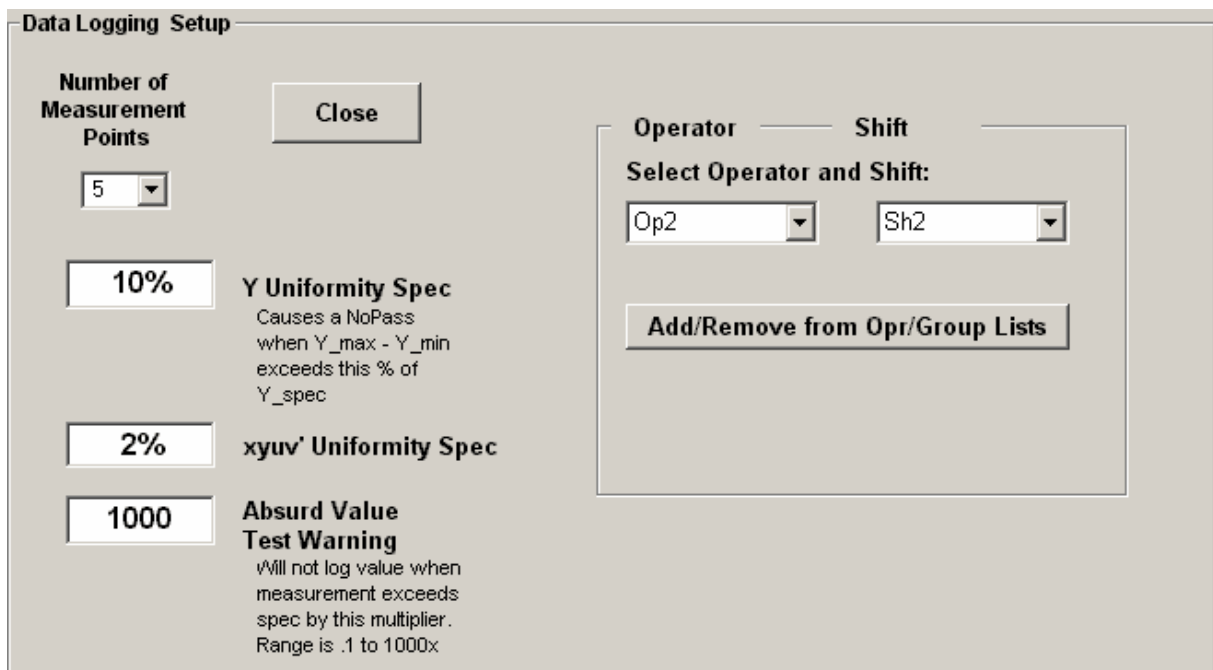 Data Logging Setup
Number of
Measurement
Points
Close
5
10%
Y Uniformity Spec
Causes a NoPass
when Y_max - Y_min
exceeds this % of
Y_spec
2%
xyuv' Uniformity Spec
1000
Absurd Value
Test Warning
Will not log value when
measurement exceeds
spec by this multiplier.
Range is .1 to 1000x
Operator Shift
Select Operator and Shift:
Op2 Sh2
Add/Remove from Opr/Group Lists